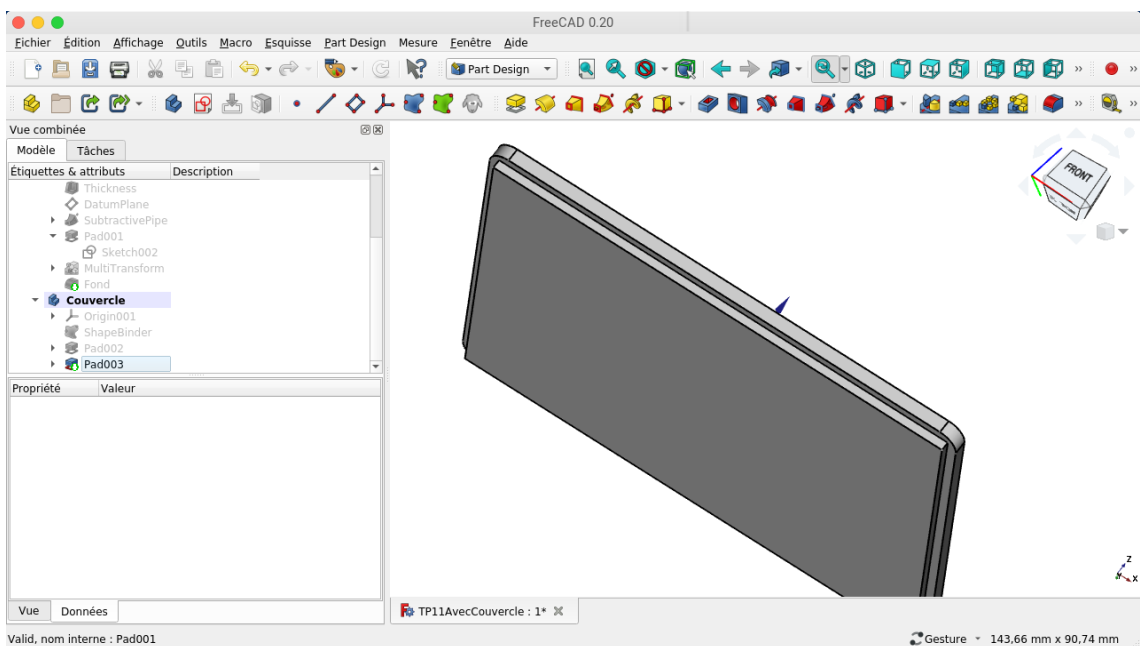 FreeCAD 0.20
Fichier Édition Affichage Outils Macro Esquisse Part Design Mesure Fenêtre Aide
Part Design
Vue combinée
Modèle Tâches
Étiquettes & attributs Description
Thickness
DatumPlane
SubtractivePipe
Pad001
Sketch002
MultiTransform
Fond
Couvercle
Origin001
ShapeBinder
Pad002
Pad003
Propriété Valeur
FRONT
Z
X
Vue Données
TP11AvecCouvercle : 1*
Valid, nom interne : Pad001
Gesture 143,66 mm x 90,74 mm